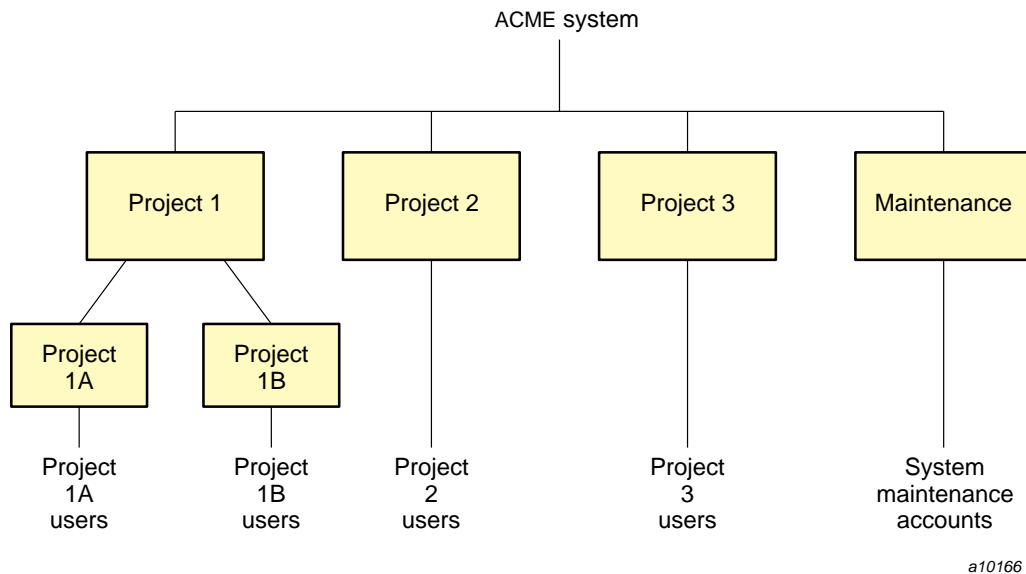 ACME system
Project 1
Project 2
Project 3
Maintenance
Project
1A
Project
1B
Project
1A
users
Project
1B
users
Project
2
users
Project
3
users
System
maintenance
accounts
a10166